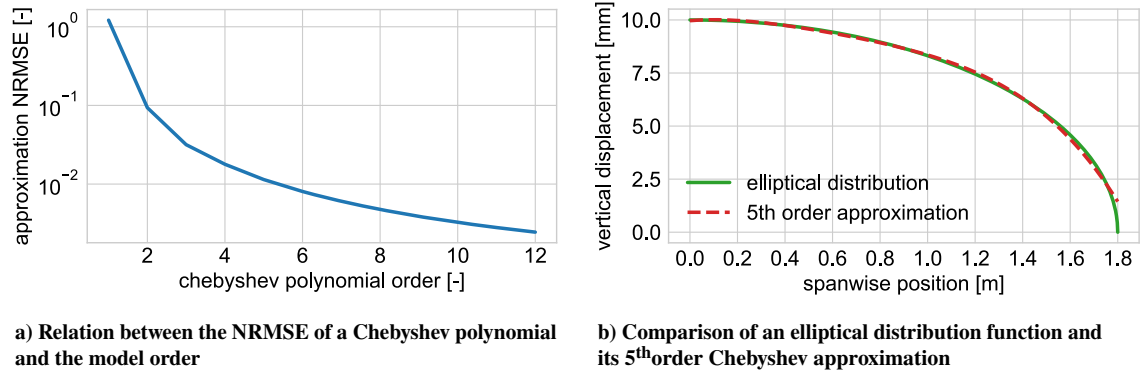 approximation NRMSE [-]
10⁰
10⁻¹
10⁻²
2 4 6 8 10 12
chebyshev polynomial order [-]
a) Relation between the NRMSE of a Chebyshev polynomial
and the model order
vertical displacement [mm]
10.0
7.5
5.0
2.5
0.0
elliptical distribution
5th order approximation
0.0 0.2 0.4 0.6 0.8 1.0 1.2 1.4 1.6 1.8
spanwise position [m]
b) Comparison of an elliptical distribution function and
its 5ᵗʰorder Chebyshev approximation